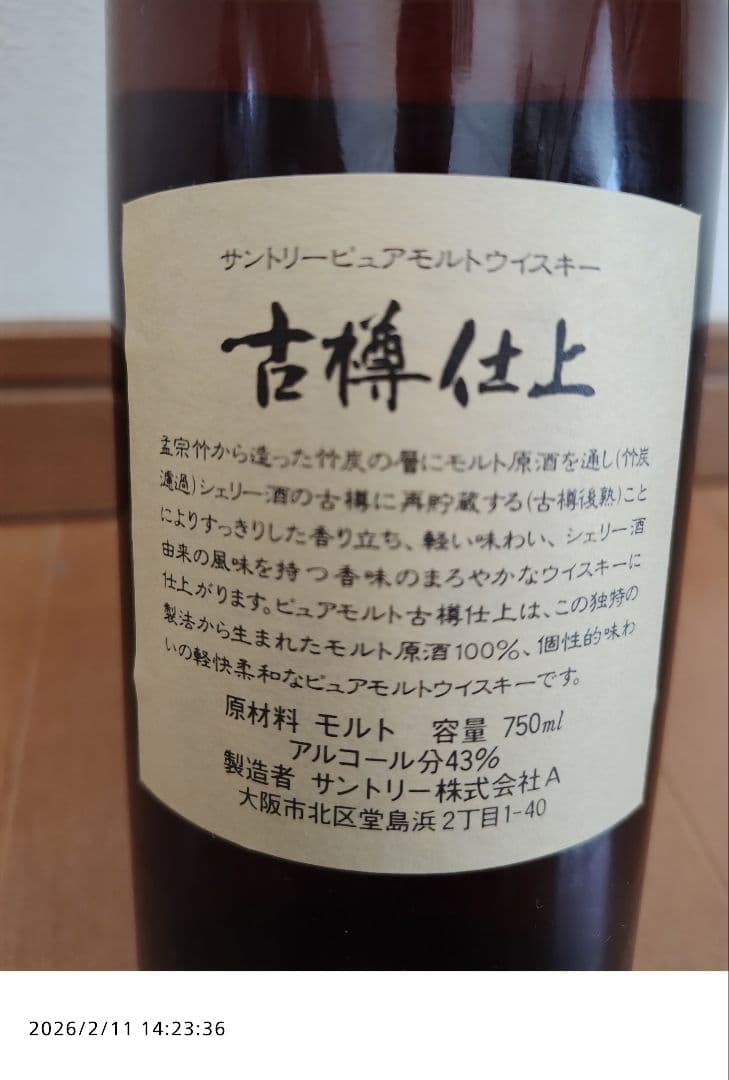 サントリーピュアモルトウイスキー
古樽仕上
孟宗竹から造った竹炭の層にモルト原酒を通し(竹炭
濾過)シェリー酒の古樽に再貯蔵する(古樽後熟)こと
によりすっきりした香り立ち、軽い味わい、シェリー酒
由来の風味を持つ香味のまろやかなウイスキーに
仕上がります。ピュアモルト古樽仕上は、この独特の
製法から生まれたモルト原酒100%、個性的味わ
いの軽快柔和なピュアモルトウイスキーです。
原材料 モルト 容量 750ml
アルコール分43%
製造者 サントリー株式会社A
大阪市北区堂島浜2丁目1-40
2026/2/11 14:23:36